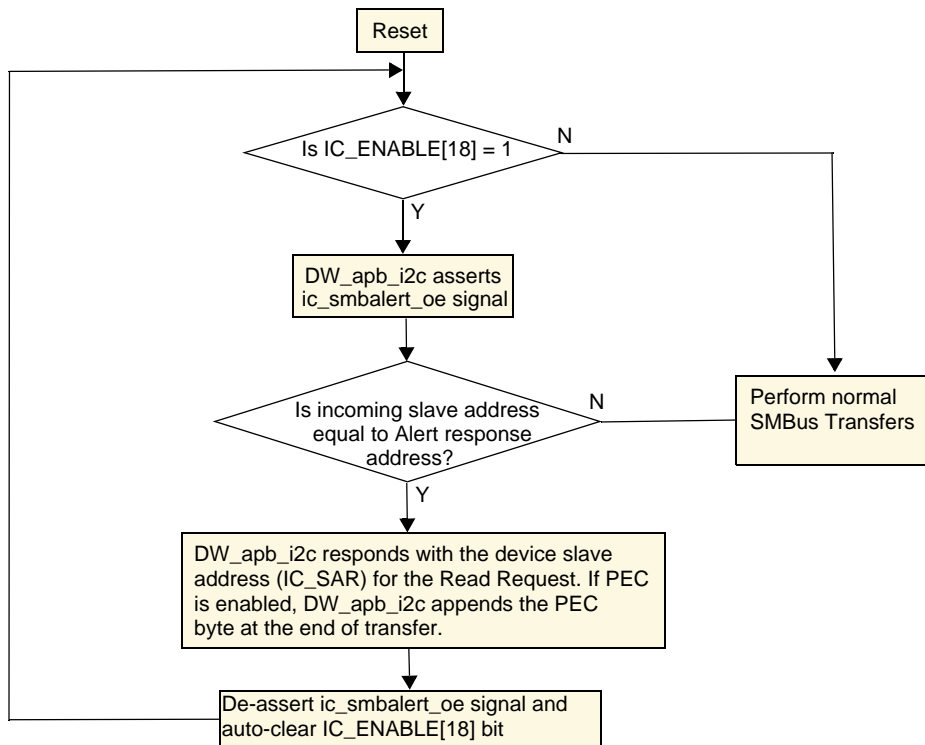 Reset
Is IC_ENABLE[18] = 1
N
Y
DW_apb_i2c asserts
ic_smbalert_oe signal
Is incoming slave address
equal to Alert response
address?
N
Perform normal
SMBus Transfers
Y
DW_apb_i2c responds with the device slave
address (IC_SAR) for the Read Request. If PEC
is enabled, DW_apb_i2c appends the PEC
byte at the end of transfer.
De-assert ic_smbalert_oe signal and
auto-clear IC_ENABLE[18] bit